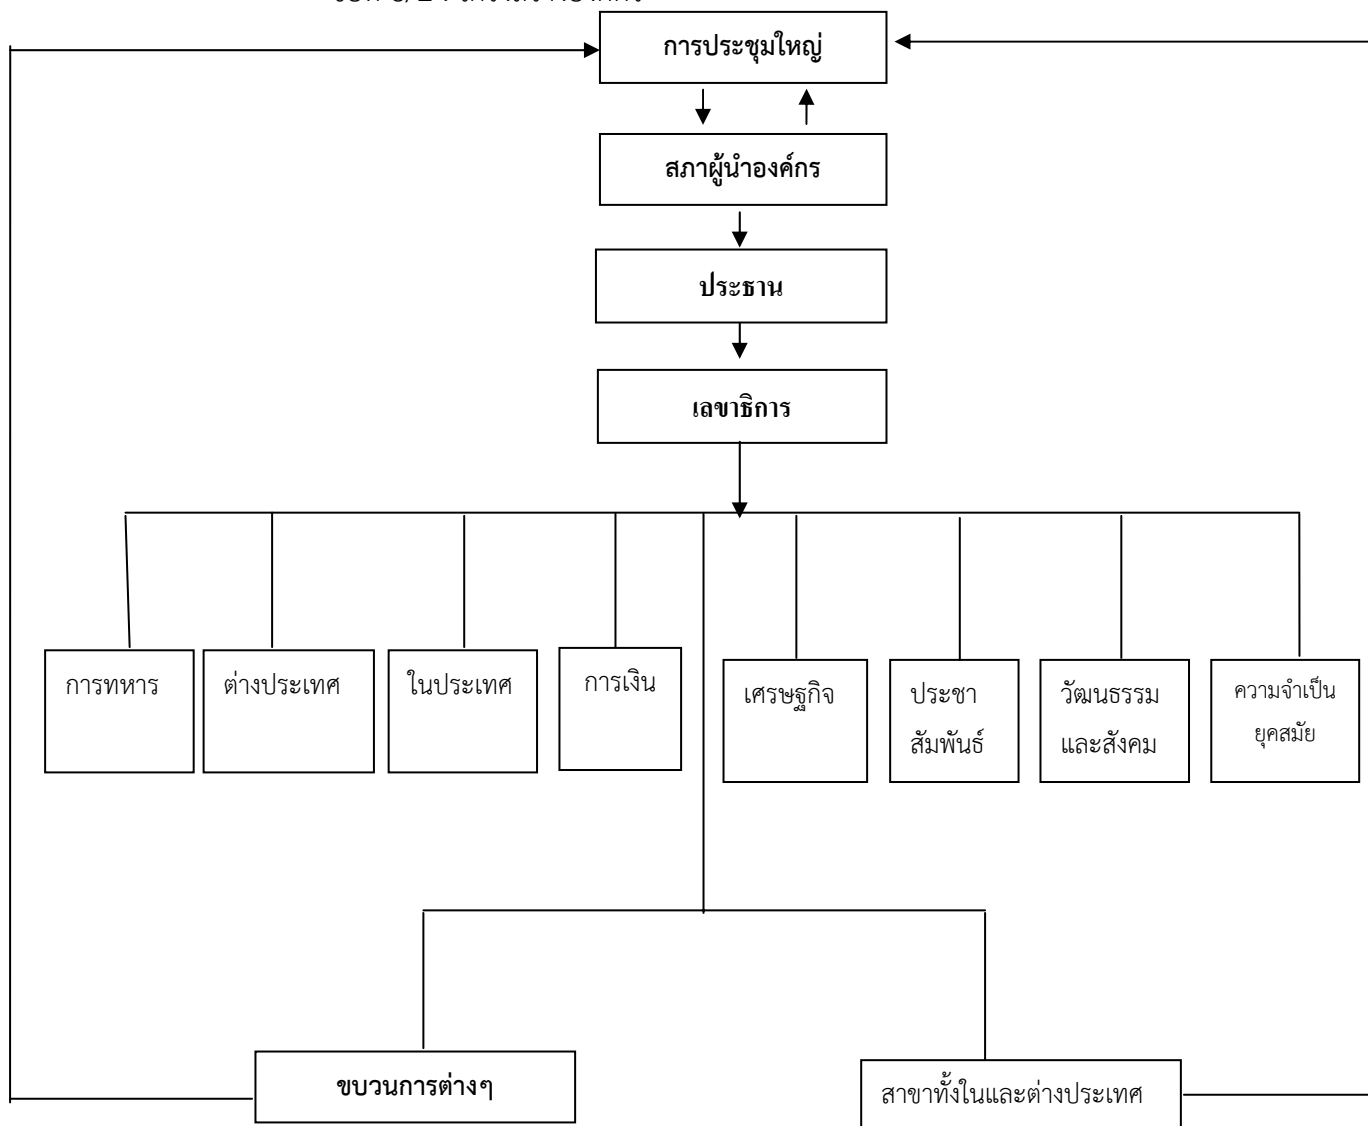 การประชุมใหญ่
สภาผู้นำองค์กร
ประธาน
เลขาธิการ
การทหาร
ต่างประเทศ
ในประเทศ
การเงิน
เศรษฐกิจ
ประชา
สัมพันธ์
วัฒนธรรม
และสังคม
ความจำเป็น
ยุคสมัย
ขบวนการต่างๆ
สาขาทั้งในและต่างประเทศ